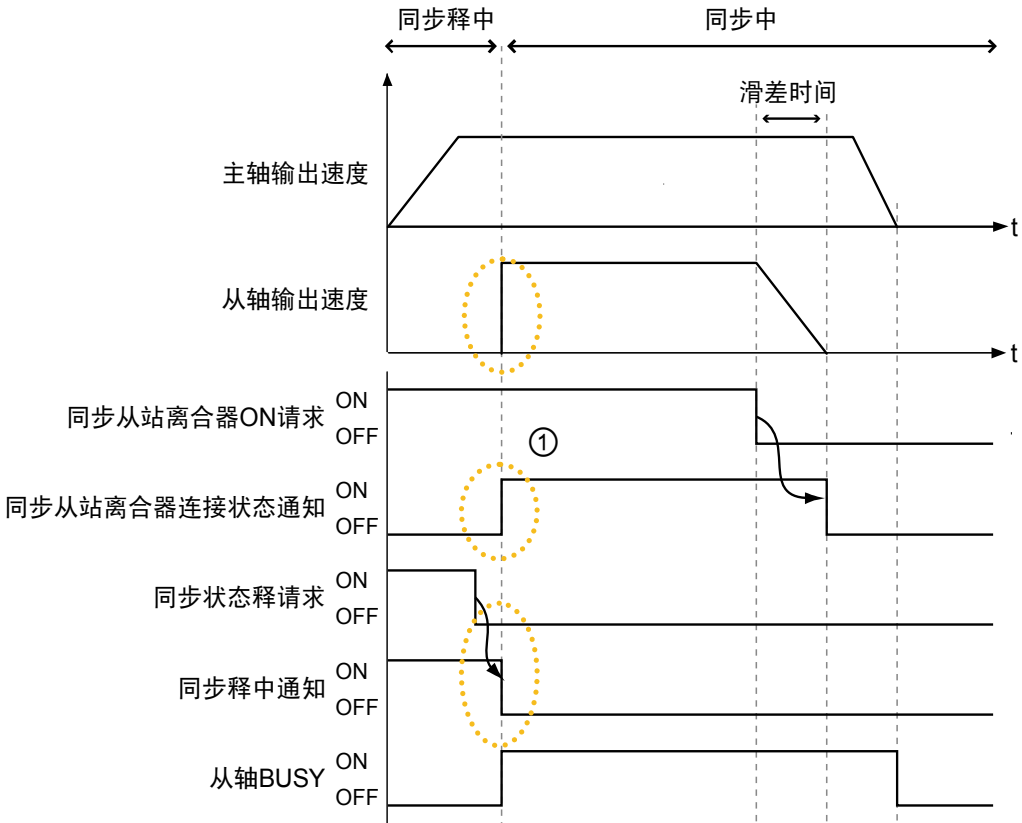 同步释中
同步中
滑差时间
主轴输出速度
t
从轴输出速度
t
同步从站离合器ON请求
ON
OFF
①
同步从站离合器连接状态通知
ON
OFF
同步状态释请求
ON
OFF
同步释中通知
ON
OFF
从轴BUSY
ON
OFF